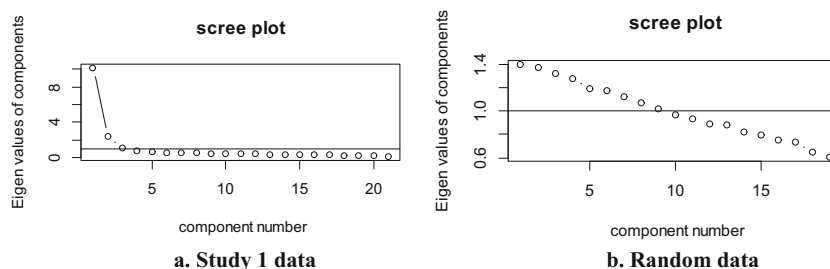 scree plot
Eigen values of components
8
4
0
5
10
15
20
component number
a. Study 1 data
scree plot
Eigen values of components
1.4
1.0
0.6
5
10
15
component number
b. Random data